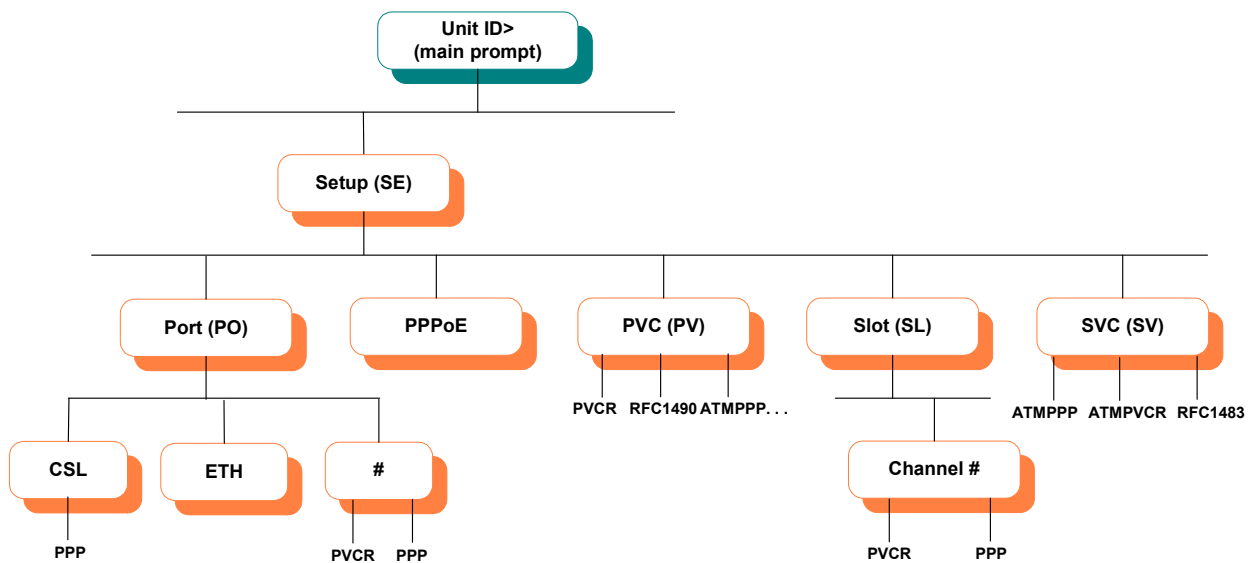 Unit ID>
(main prompt)
Setup (SE)
Port (PO)
PPPoE
PVC (PV)
Slot (SL)
SVC (SV)
PVCR
RFC1490
ATMPPP. . .
ATMPPP
ATMPVCR
RFC1483
CSL
ETH
#
Channel #
PPP
PVCR
PPP
PVCR
PPP